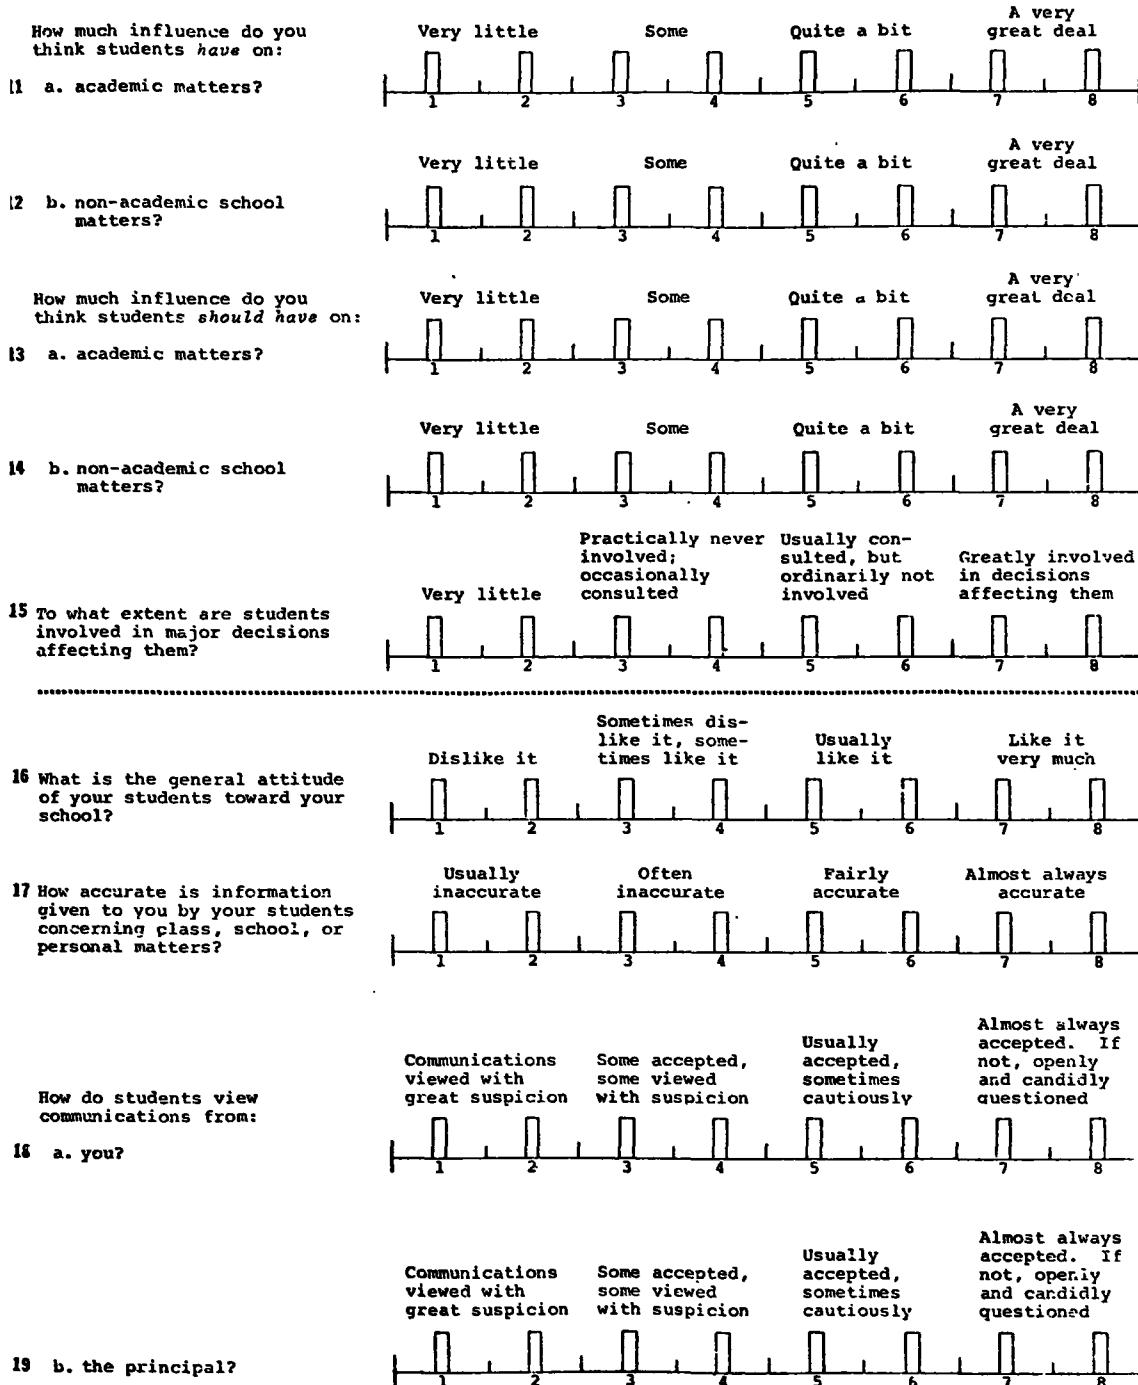 How much influence do you
think students have on:
Very little Some Quite a bit A very
great deal
11 a. academic matters?
1 2 3 4 5 6 7 8
Very little Some Quite a bit A very
great deal
12 b. non-academic school
matters?
1 2 3 4 5 6 7 8
How much influence do you
think students should have on:
Very little Some Quite a bit A very
great deal
13 a. academic matters?
1 2 3 4 5 6 7 8
Very little Some Quite a bit A very
great deal
14 b. non-academic school
matters?
1 2 3 4 5 6 7 8
Very little
Practically never
involved;
occasionally
consulted
Usually con-
sulted, but
ordinarily not
involved
Greatly involved
in decisions
affecting them
15 To what extent are students
involved in major decisions
affecting them?
1 2 3 4 5 6 7 8
Dislike it
Sometimes dis-
like it, some-
times like it
Usually
like it
Like it
very much
16 What is the general attitude
of your students toward your
school?
1 2 3 4 5 6 7 8
Usually
inaccurate
Often
inaccurate
Fairly
accurate
Almost always
accurate
17 How accurate is information
given to you by your students
concerning class, school, or
personal matters?
1 2 3 4 5 6 7 8
How do students view
communications from:
Communications
viewed with
great suspicion
Some accepted,
some viewed
with suspicion
Usually
accepted,
sometimes
cautiously
Almost always
accepted. If
not, openly
and candidly
questioned
18 a. you?
1 2 3 4 5 6 7 8
Communications
viewed with
great suspicion
Some accepted,
some viewed
with suspicion
Usually
accepted,
sometimes
cautiously
Almost always
accepted. If
not, openly
and candidly
questioned
19 b. the principal?
1 2 3 4 5 6 7 8